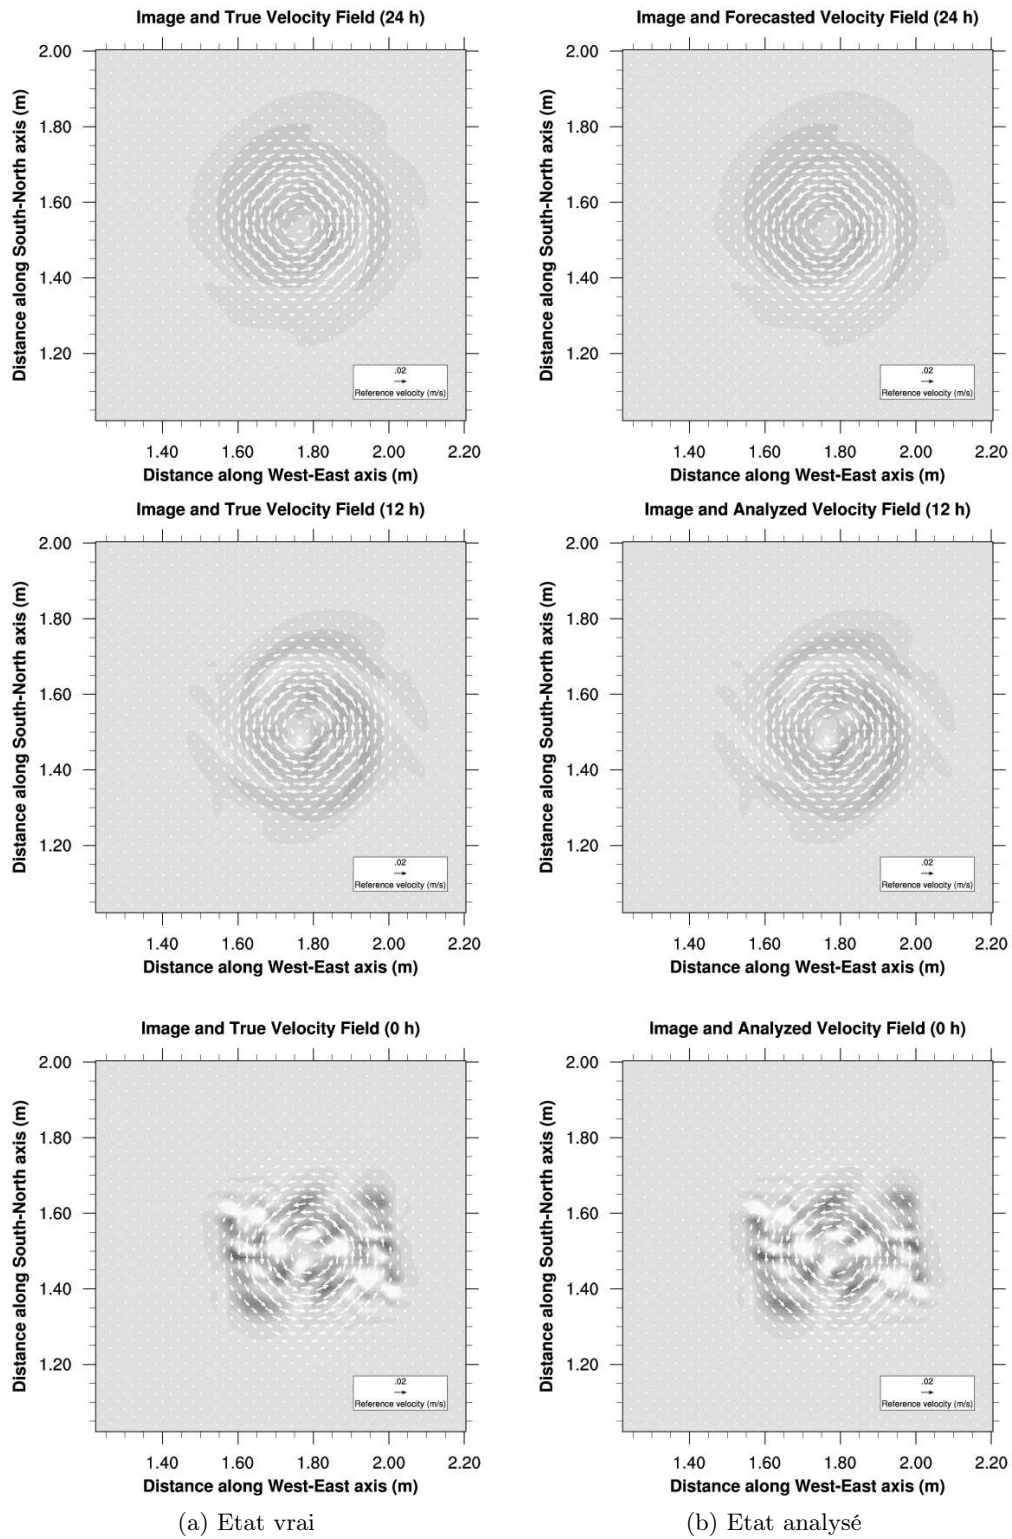 Image and True Velocity Field (24 h)
Image and Forecasted Velocity Field (24 h)
2.00
1.80
1.60
1.40
1.20
Distance along South-North axis (m)
.02
Reference velocity (m/s)
1.40 1.60 1.80 2.00 2.20
Distance along West-East axis (m)
2.00
1.80
1.60
1.40
1.20
Distance along South-North axis (m)
.02
Reference velocity (m/s)
1.40 1.60 1.80 2.00 2.20
Distance along West-East axis (m)
Image and True Velocity Field (12 h)
Image and Analyzed Velocity Field (12 h)
2.00
1.80
1.60
1.40
1.20
Distance along South-North axis (m)
.02
Reference velocity (m/s)
1.40 1.60 1.80 2.00 2.20
Distance along West-East axis (m)
2.00
1.80
1.60
1.40
1.20
Distance along South-North axis (m)
.02
Reference velocity (m/s)
1.40 1.60 1.80 2.00 2.20
Distance along West-East axis (m)
Image and True Velocity Field (0 h)
Image and Analyzed Velocity Field (0 h)
2.00
1.80
1.60
1.40
1.20
Distance along South-North axis (m)
.02
Reference velocity (m/s)
1.40 1.60 1.80 2.00 2.20
Distance along West-East axis (m)
2.00
1.80
1.60
1.40
1.20
Distance along South-North axis (m)
.02
Reference velocity (m/s)
1.40 1.60 1.80 2.00 2.20
Distance along West-East axis (m)
(a) Etat vrai
(b) Etat analysé